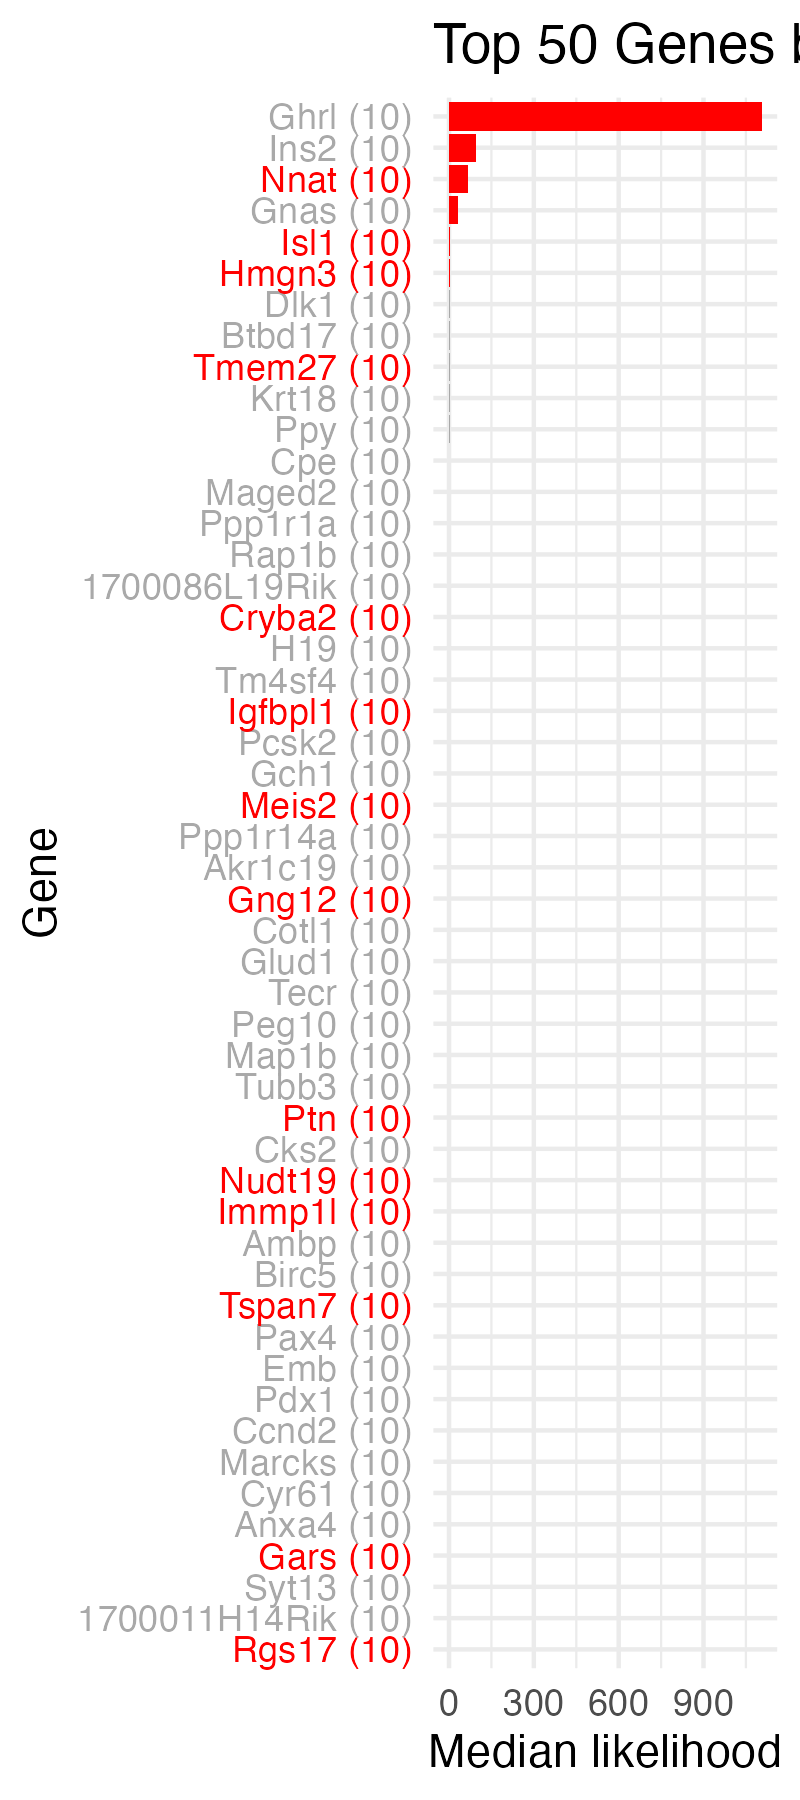 Top 50 Genes b
Ghrl (10)
Ins2 (10)
Nnat (10)
Gnas (10)
Isl1 (10)
Hmgn3 (10)
Dlk1 (10)
Btbd17 (10)
Tmem27 (10)
Krt18 (10)
Ppy (10)
Cpe (10)
Maged2 (10)
Ppp1r1a (10)
Rap1b (10)
1700086L19Rik (10)
Cryba2 (10)
H19 (10)
Tm4sf4 (10)
Igfbpl1 (10)
Pcsk2 (10)
Gch1 (10)
Meis2 (10)
Ppp1r14a (10)
Akr1c19 (10)
Gng12 (10)
Cotl1 (10)
Glud1 (10)
Tecr (10)
Peg10 (10)
Map1b (10)
Tubb3 (10)
Ptn (10)
Cks2 (10)
Nudt19 (10)
Immp1l (10)
Ambp (10)
Birc5 (10)
Tspan7 (10)
Pax4 (10)
Emb (10)
Pdx1 (10)
Ccnd2 (10)
Marcks (10)
Cyr61 (10)
Anxa4 (10)
Gars (10)
Syt13 (10)
1700011H14Rik (10)
Rgs17 (10)
Gene
0 300 600 900
Median likelihood